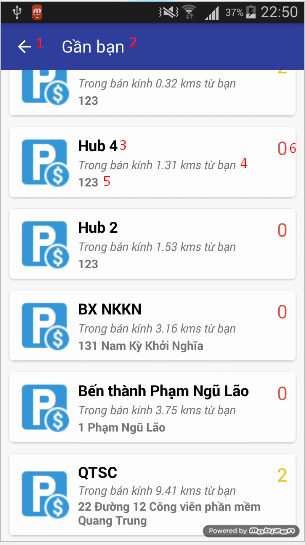 37% 22:50
1 Gần bạn 2
2
Trong bán kính 0.32 kms từ bạn
123
Hub 4 3 0 6
Trong bán kính 1.31 kms từ bạn 4
123 5
Hub 2 0
Trong bán kính 1.53 kms từ bạn
123
BX NKKN 0
Trong bán kính 3.16 kms từ bạn
131 Nam Kỳ Khởi Nghĩa
Bến thành Phạm Ngũ Lão 0
Trong bán kính 3.75 kms từ bạn
1 Phạm Ngũ Lão
QTSC 2
Trong bán kính 9.41 kms từ bạn
22 Đường 12 Công viên phần mềm
Quang Trung
Powered by Mobizen